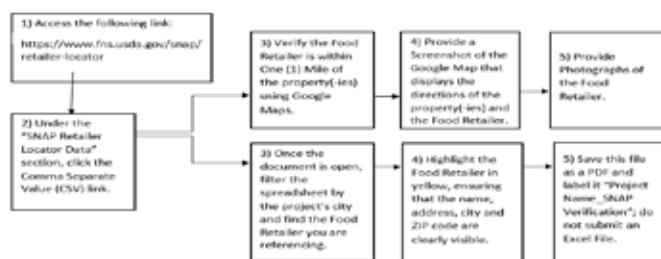 1) Access the following link:
https://www.fns.usda.gov/snap/
retailer-locator
2) Under the
"SNAP Retailer
Locator Data"
section, click the
Comma Separate
Value (CSV) link.
3) Verify the Food
Retailer is within
One (1) Mile of
the property(-ies)
using Google
Maps.
4) Provide a
Screenshot of the
Google Map that
displays the
directions of the
property(-ies) and
the Food Retailer.
5) Provide
Photographs of
the Food
Retailer.
3) Once the
document is open,
filter the
spreadsheet by
the project's city
and find the Food
Retailer you are
referencing.
4) Highlight the
Food Retailer in
yellow, ensuring
that the name,
address, city and
ZIP code are
clearly visible.
5) Save this file
as a PDF and
label it "Project
Name_SNAP
Verification"; do
not submit an
Excel File.